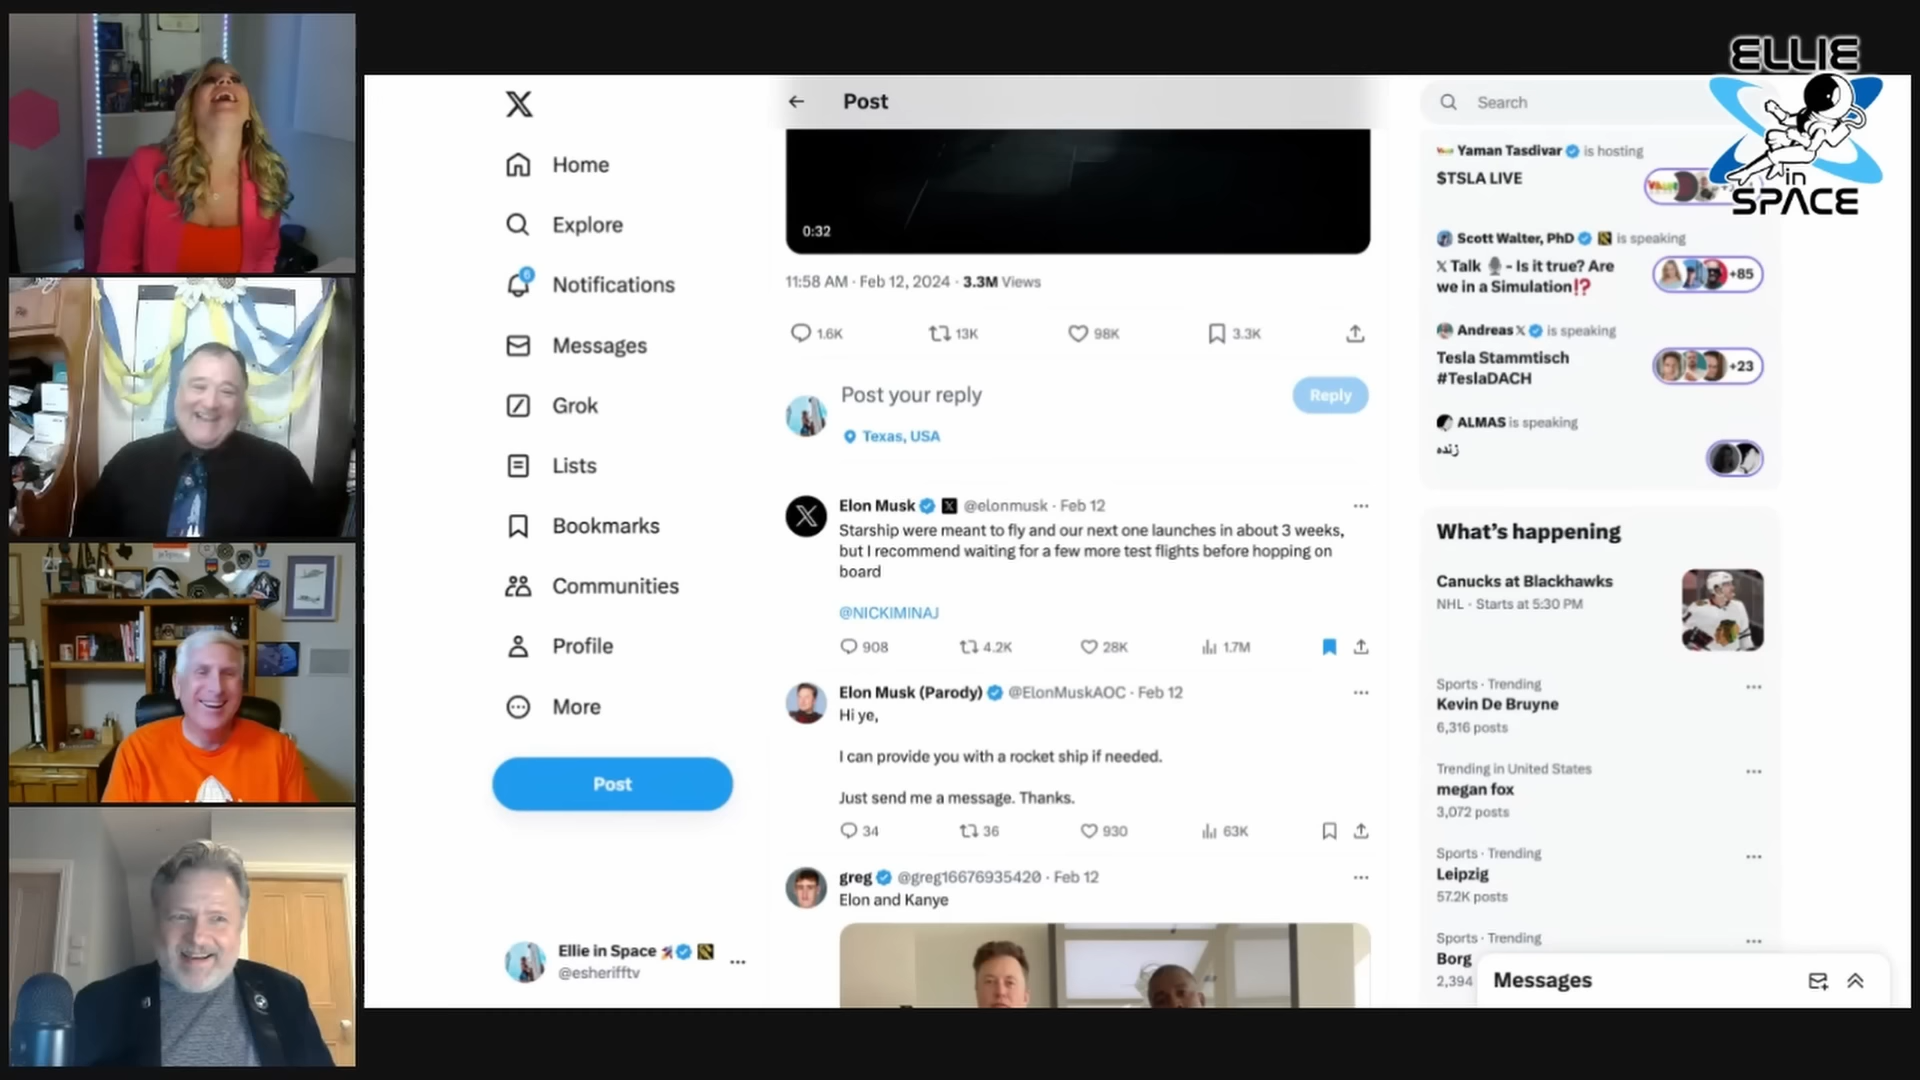 ELLIE
in
SPACE
Home
Explore
6
Notifications
Messages
Grok
Lists
Bookmarks
Communities
Profile
More
Post
Ellie in Space
@esherifftv
Post
0:32
11:58 AM · Feb 12, 2024 · 3.3M Views
1.6K 13K 98K 3.3K
Post your reply
Reply
Texas, USA
Elon Musk @elonmusk · Feb 12
Starship were meant to fly and our next one launches in about 3 weeks,
but I recommend waiting for a few more test flights before hopping on
board
@NICKIMINAJ
908 4.2K 28K 1.7M
Elon Musk (Parody) @ElonMuskAOC · Feb 12
Hi ye,
I can provide you with a rocket ship if needed.
Just send me a message. Thanks.
34 36 930 63K
greg @greg16676935420 · Feb 12
Elon and Kanye
Search
Yaman Tasdivar is hosting
$TSLA LIVE
Scott Walter, PhD is speaking
X Talk 🎙️ - Is it true? Are
we in a Simulation⁉️
+85
Andreas X is speaking
Tesla Stammtisch
#TeslaDACH
+23
ALMAS is speaking
زنده
What's happening
Canucks at Blackhawks
NHL · Starts at 5:30 PM
Sports · Trending
Kevin De Bruyne
6,316 posts
Trending in United States
megan fox
3,072 posts
Sports · Trending
Leipzig
57.2K posts
Sports · Trending
Borg
2,394
Messages